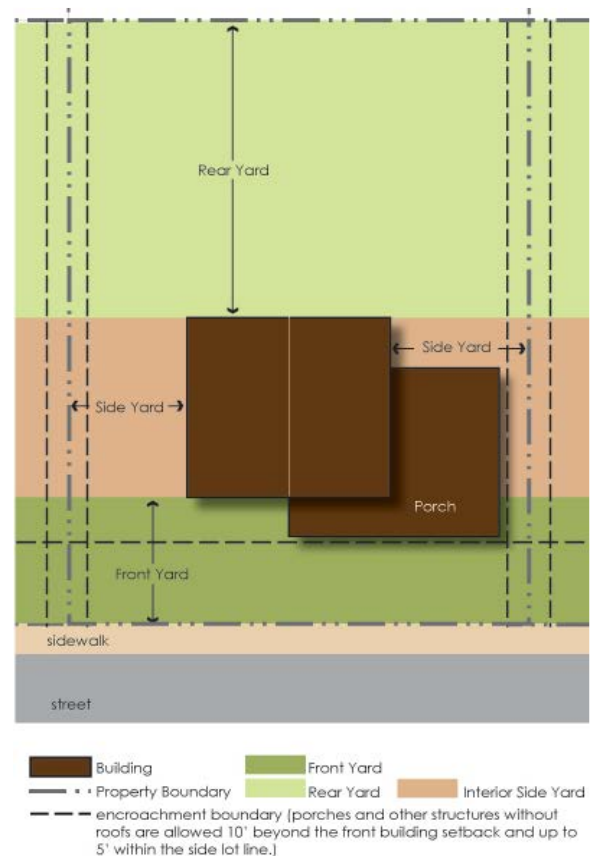 Rear Yard
Side Yard
Side Yard
Porch
Front Yard
sidewalk
street
Building
Front Yard
Property Boundary
Rear Yard
Interior Side Yard
encroachment boundary (porches and other structures without
roofs are allowed 10' beyond the front building setback and up to
5' within the side lot line.)